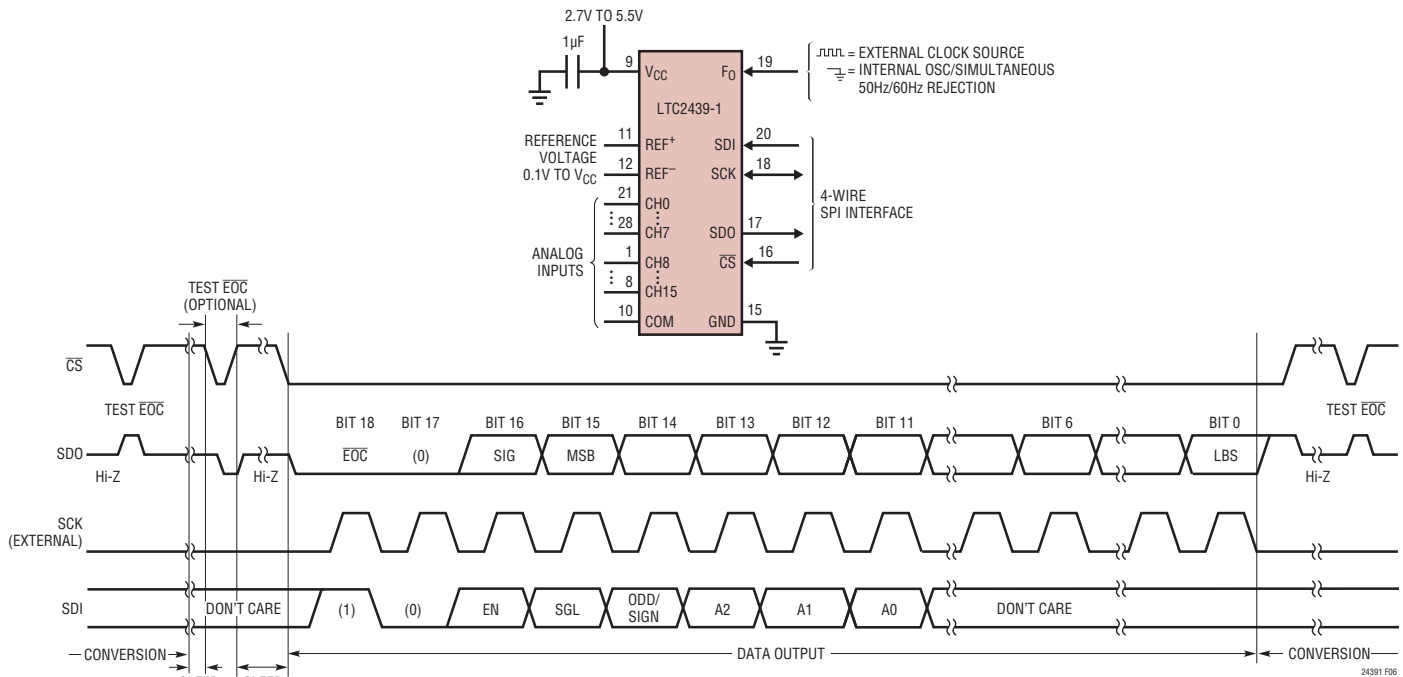 2.7V TO 5.5V
1µF
9
VCC
FO
19
= EXTERNAL CLOCK SOURCE
= INTERNAL OSC/SIMULTANEOUS
50Hz/60Hz REJECTION
LTC2439-1
REFERENCE
VOLTAGE
0.1V TO VCC
11
REF+
12
REF–
SDI
20
SCK
18
SDO
17
CS
16
4-WIRE
SPI INTERFACE
ANALOG
INPUTS
21
CH0
28
CH7
1
CH8
8
CH15
10
COM
GND
15
TEST EOC
(OPTIONAL)
CS
TEST EOC
TEST EOC
BIT 18
BIT 17
BIT 16
BIT 15
BIT 14
BIT 13
BIT 12
BIT 11
BIT 6
BIT 0
SDO
EOC
(0)
SIG
MSB
LBS
Hi-Z
Hi-Z
Hi-Z
SCK
(EXTERNAL)
SDI
DON'T CARE
(1)
(0)
EN
SGL
ODD/
SIGN
A2
A1
A0
DON'T CARE
CONVERSION
DATA OUTPUT
CONVERSION
24391 F06